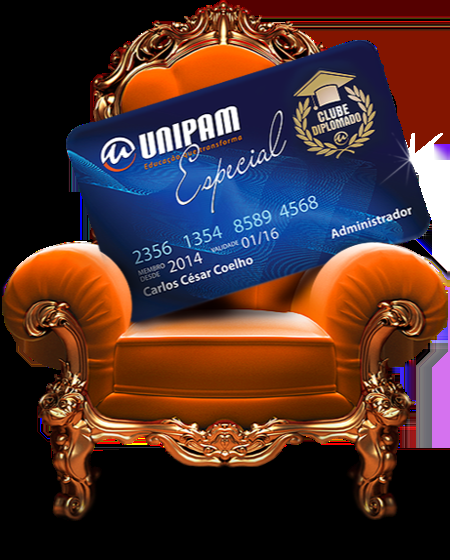 UNIPAM
Educação que transforma
Especial
CLUBE
DIPLOMADO
2356 1354 8589 4568
MEMBRO DESDE 2014 VALIDADE 01/16
Carlos César Coelho
Administrador